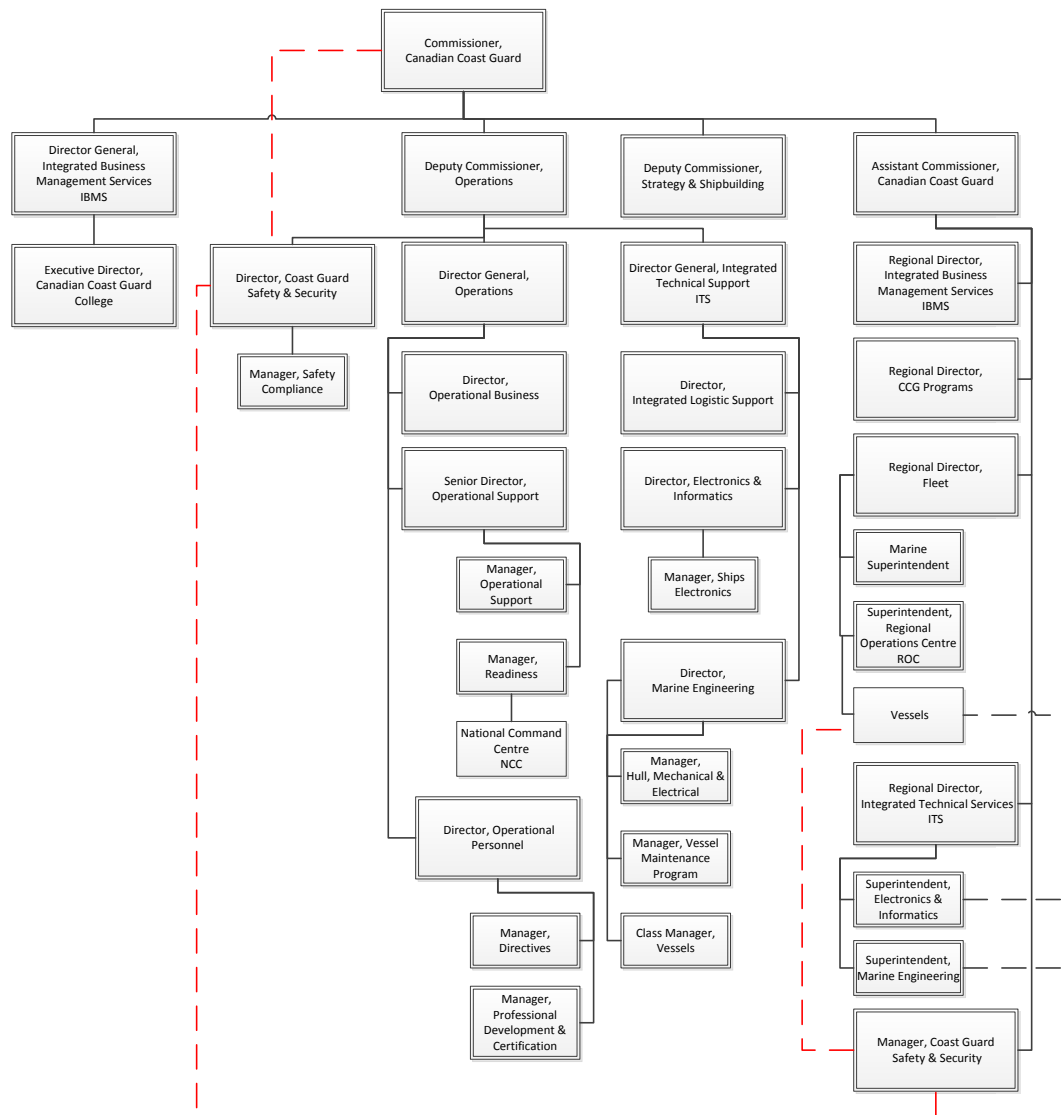 Commissioner,
Canadian Coast Guard
Director General,
Integrated Business
Management Services
IBMS
Deputy Commissioner,
Operations
Deputy Commissioner,
Strategy & Shipbuilding
Assistant Commissioner,
Canadian Coast Guard
Executive Director,
Canadian Coast Guard
College
Director, Coast Guard
Safety & Security
Manager, Safety
Compliance
Director General,
Operations
Director,
Operational Business
Senior Director,
Operational Support
Manager,
Operational
Support
Manager,
Readiness
National Command
Centre
NCC
Director, Operational
Personnel
Manager,
Directives
Manager,
Professional
Development &
Certification
Director General, Integrated
Technical Support
ITS
Director,
Integrated Logistic Support
Director, Electronics &
Informatics
Manager, Ships
Electronics
Director,
Marine Engineering
Manager,
Hull, Mechanical &
Electrical
Manager, Vessel
Maintenance
Program
Class Manager,
Vessels
Regional Director,
Integrated Business
Management Services
IBMS
Regional Director,
CCG Programs
Regional Director,
Fleet
Marine
Superintendent
Superintendent,
Regional
Operations Centre
ROC
Vessels
Regional Director,
Integrated Technical Services
ITS
Superintendent,
Electronics &
Informatics
Superintendent,
Marine Engineering
Manager, Coast Guard
Safety & Security